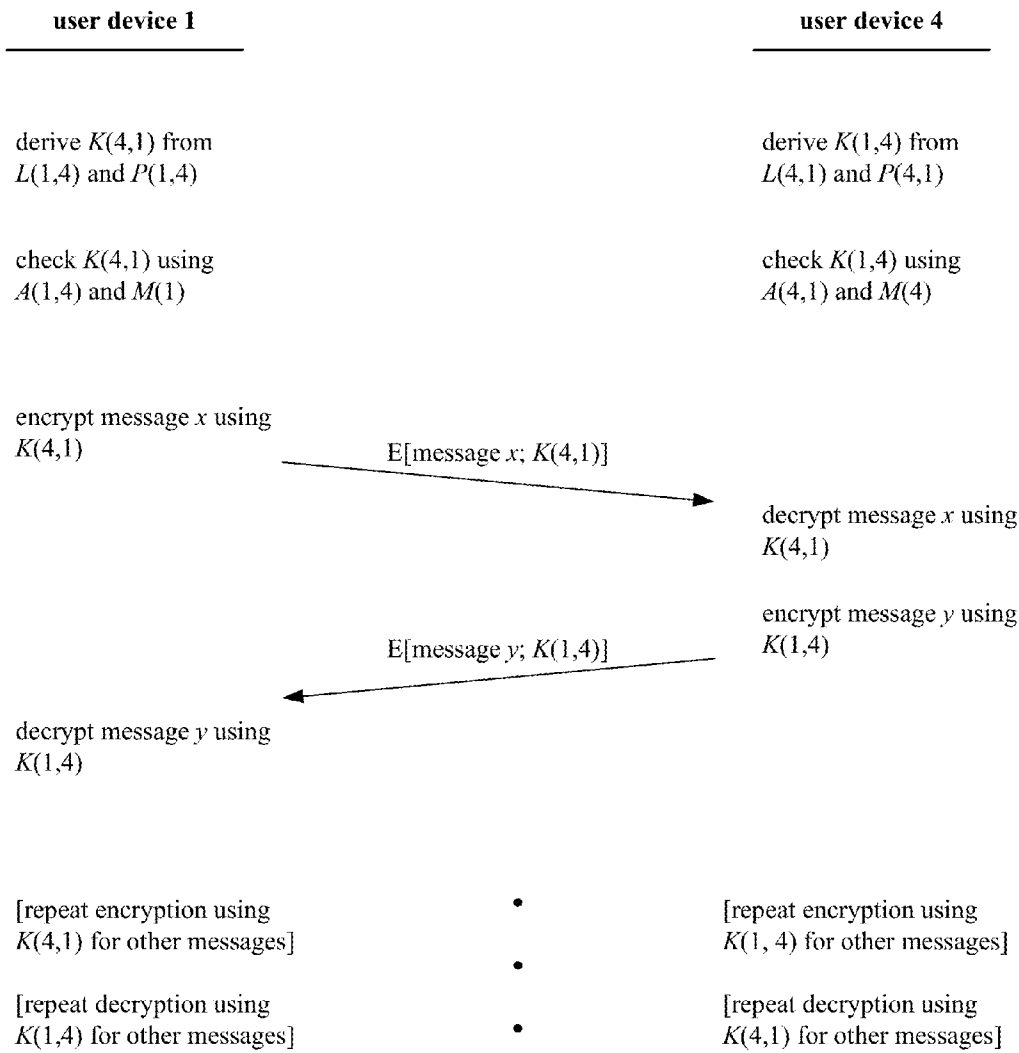 user device 1
user device 4
derive K(4,1) from
L(1,4) and P(1,4)
derive K(1,4) from
L(4,1) and P(4,1)
check K(4,1) using
A(1,4) and M(1)
check K(1,4) using
A(4,1) and M(4)
encrypt message x using
K(4,1)
E[message x; K(4,1)]
decrypt message x using
K(4,1)
encrypt message y using
K(1,4)
E[message y; K(1,4)]
decrypt message y using
K(1,4)
[repeat encryption using
K(4,1) for other messages]
[repeat encryption using
K(1, 4) for other messages]
[repeat decryption using
K(1,4) for other messages]
[repeat decryption using
K(4,1) for other messages]